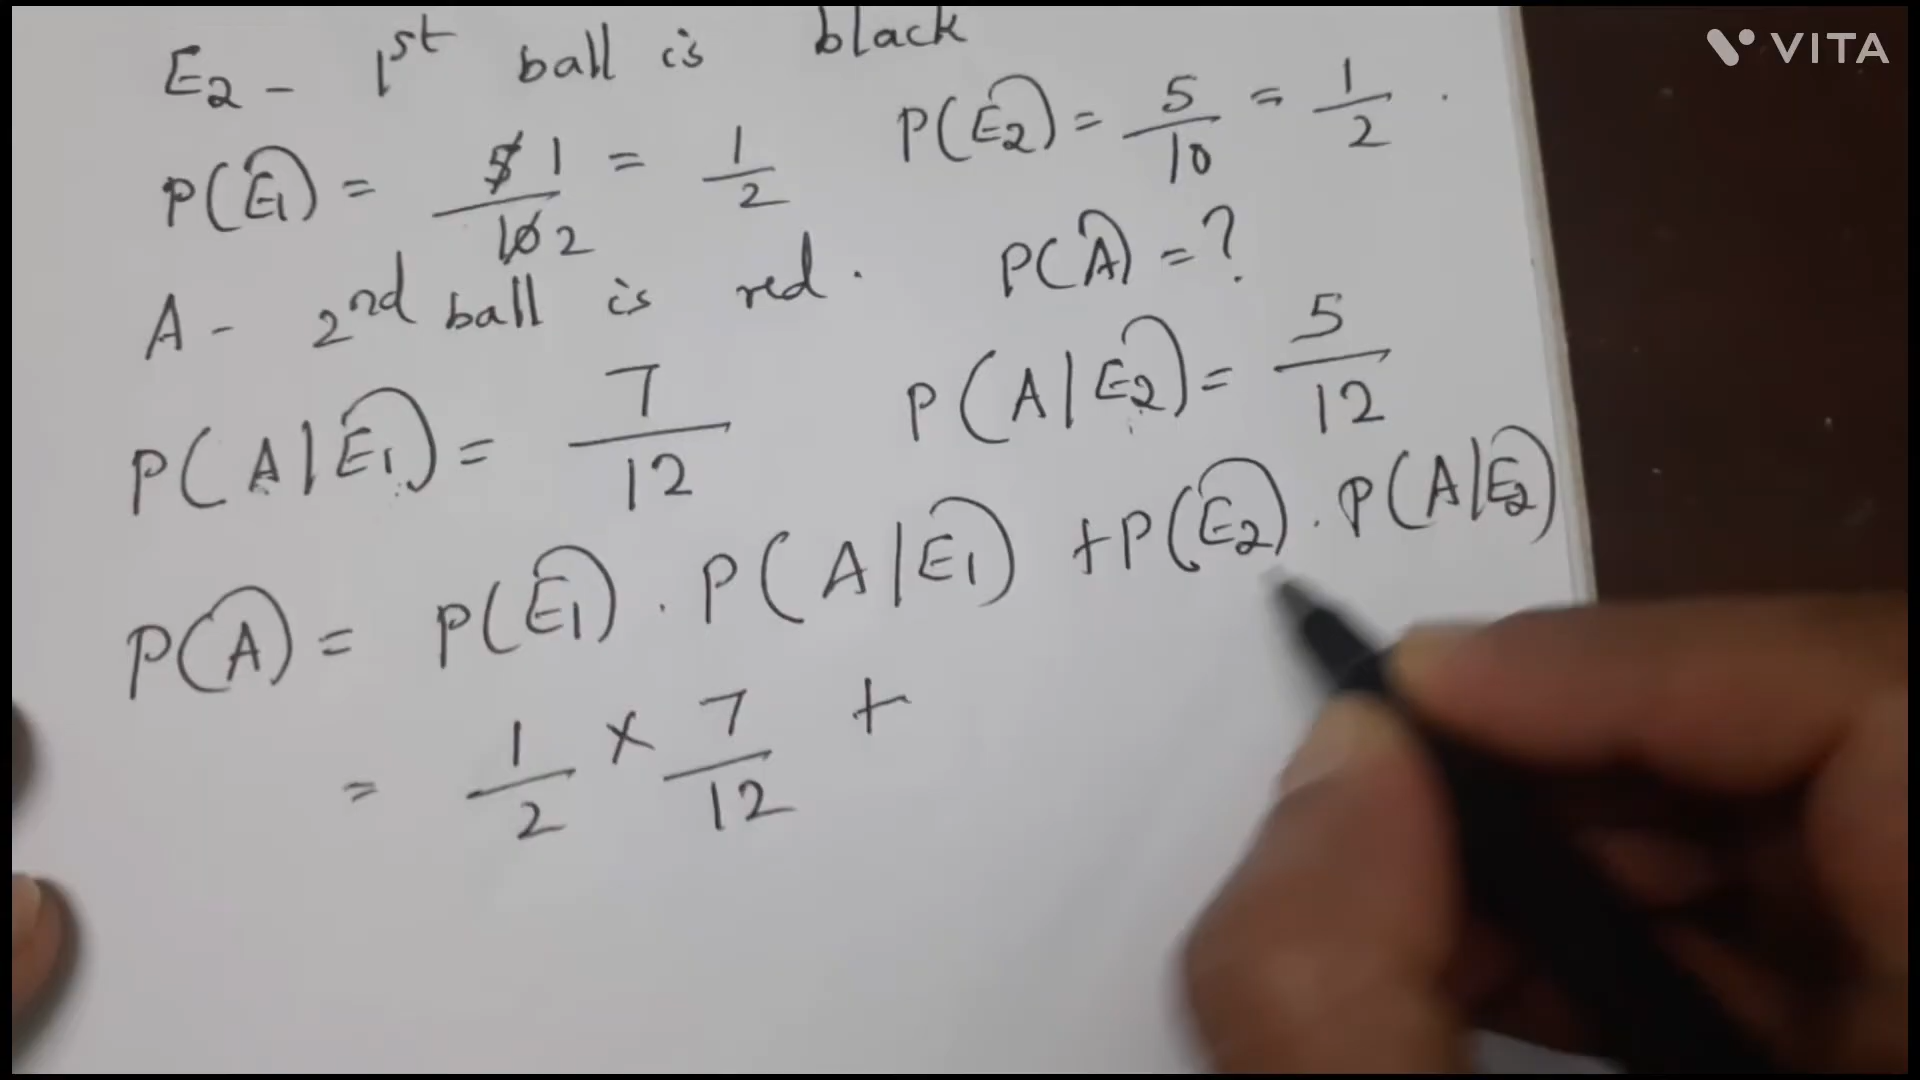 VITA
E2 - 1st ball is black
P(E1) = 5 1 / 10 2 = 1/2 P(E2) = 5/10 = 1/2 .
A - 2nd ball is red . P(A) = ?
P(A|E1) = 7/12 P(A|E2) = 5/12
P(A) = P(E1) . P(A|E1) + P(E2) . P(A|E2)
= 1/2 × 7/12 +